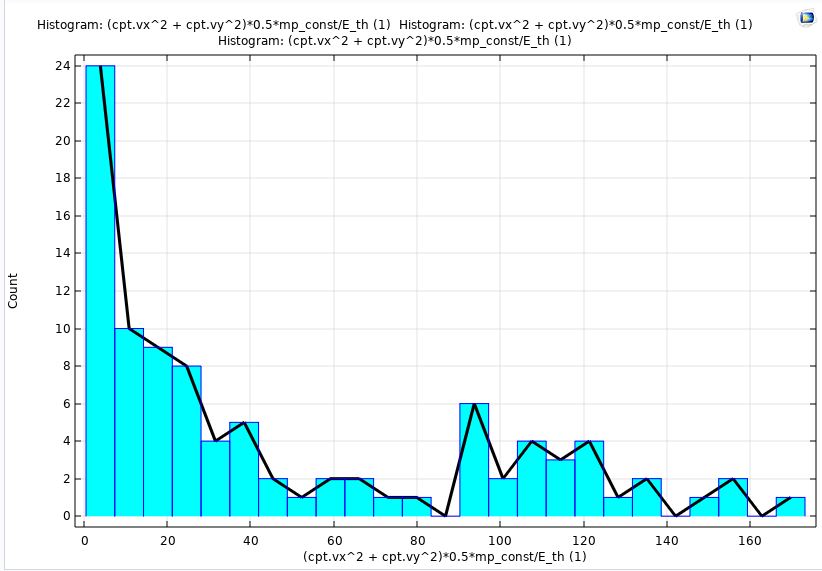 Histogram: (cpt.vx^2 + cpt.vy^2)*0.5*mp_const/E_th (1) Histogram: (cpt.vx^2 + cpt.vy^2)*0.5*mp_const/E_th (1)
Histogram: (cpt.vx^2 + cpt.vy^2)*0.5*mp_const/E_th (1)
24
22
20
18
16
14
12
10
8
6
4
2
0
Count
0 20 40 60 80 100 120 140 160
(cpt.vx^2 + cpt.vy^2)*0.5*mp_const/E_th (1)